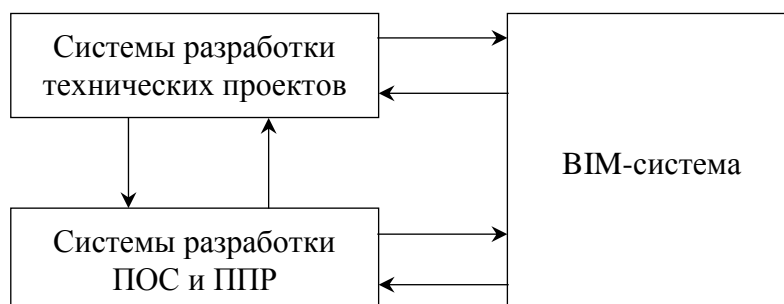 Системы разработки
технических проектов
BIM-система
Системы разработки
ПОС и ППР